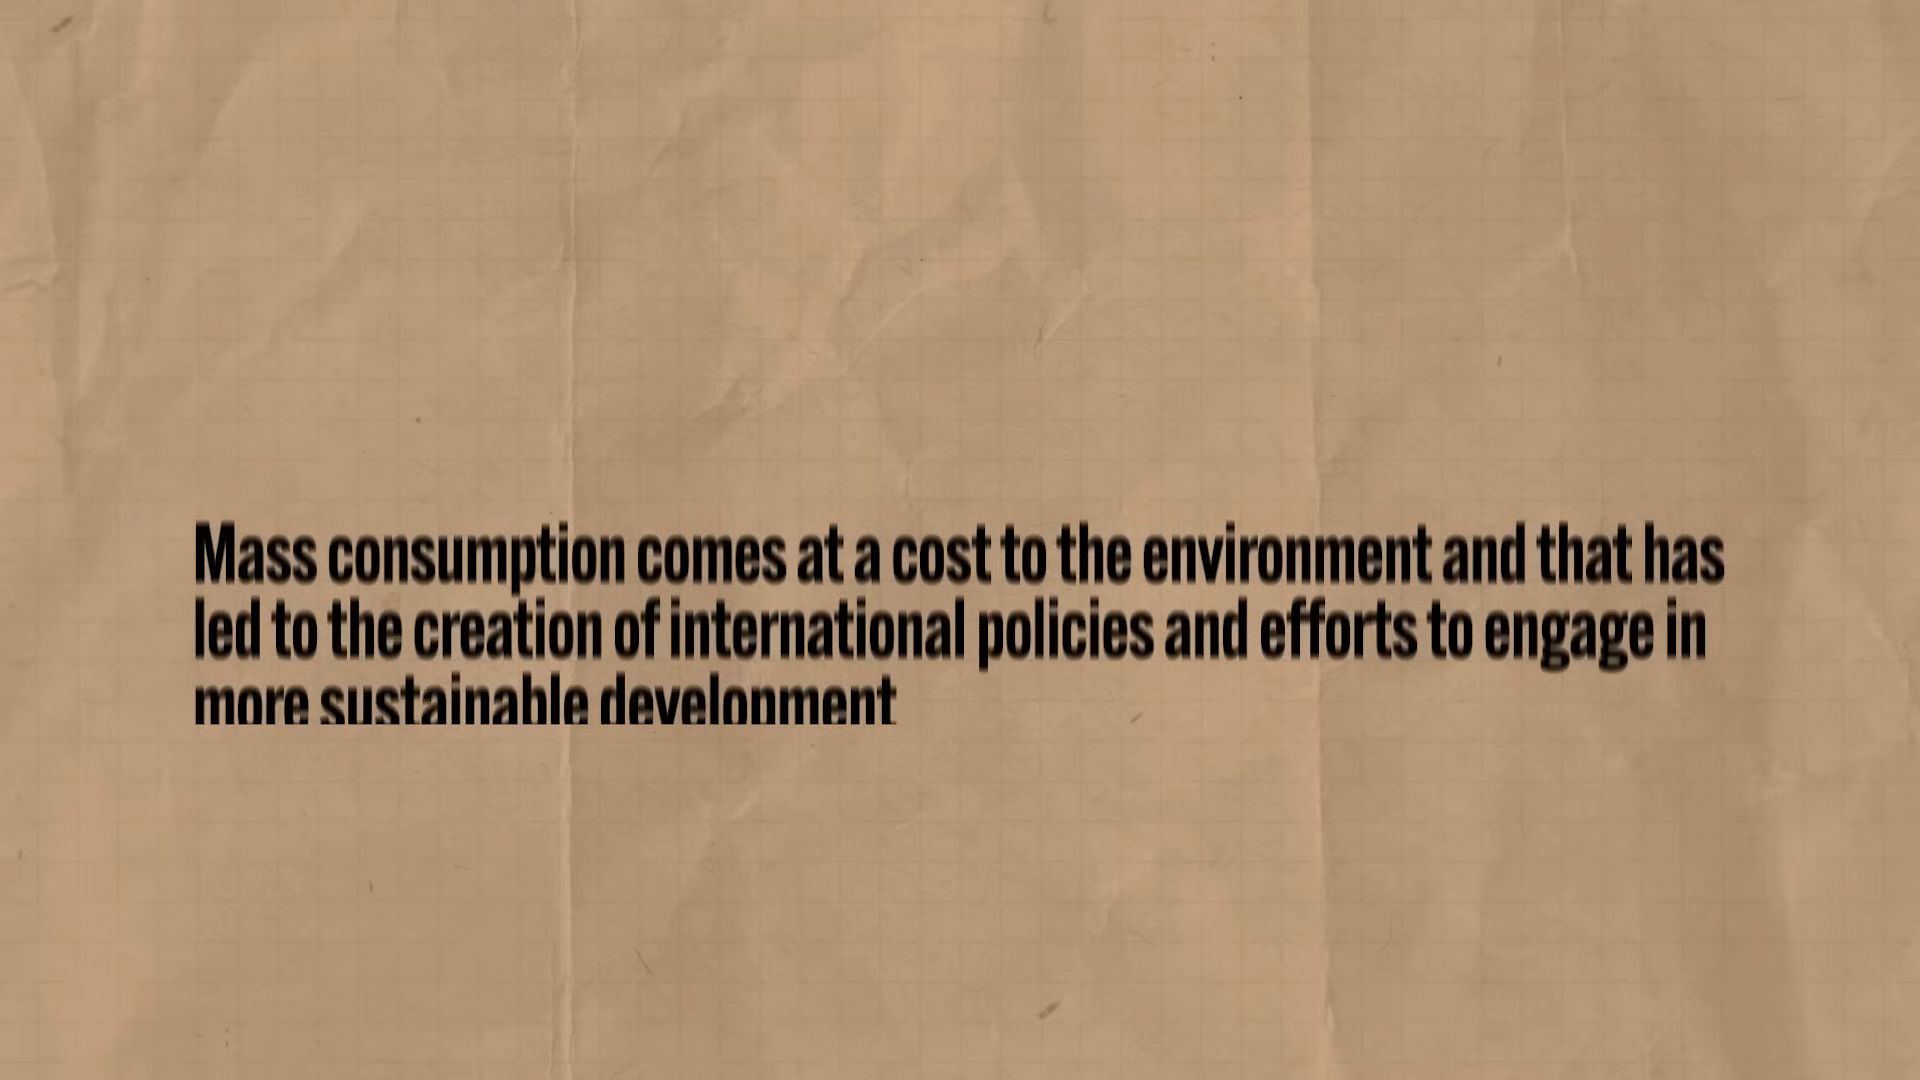 Mass consumption comes at a cost to the environment and that has
led to the creation of international policies and efforts to engage in
more sustainable development